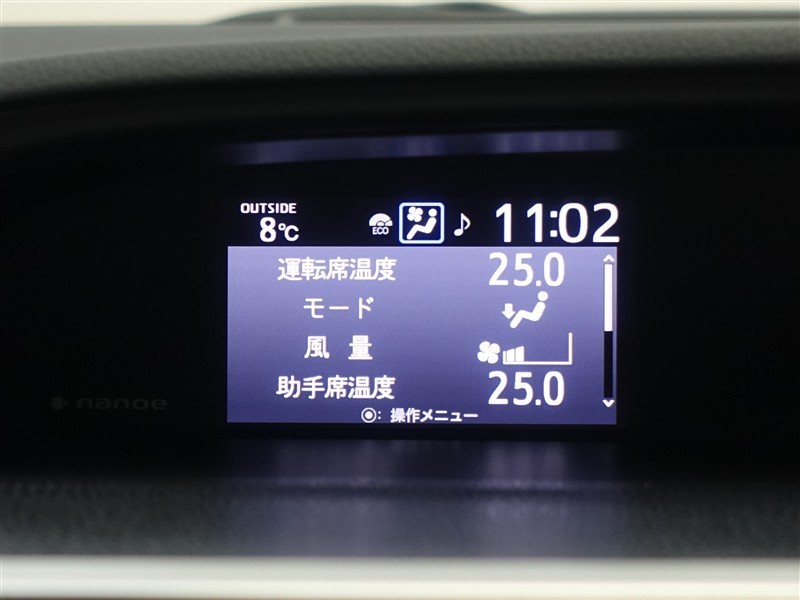 OUTSIDE
8℃
ECO
11:02
運転席温度 25.0
モード
風 量
助手席温度 25.0
◉: 操作メニュー
nanoe